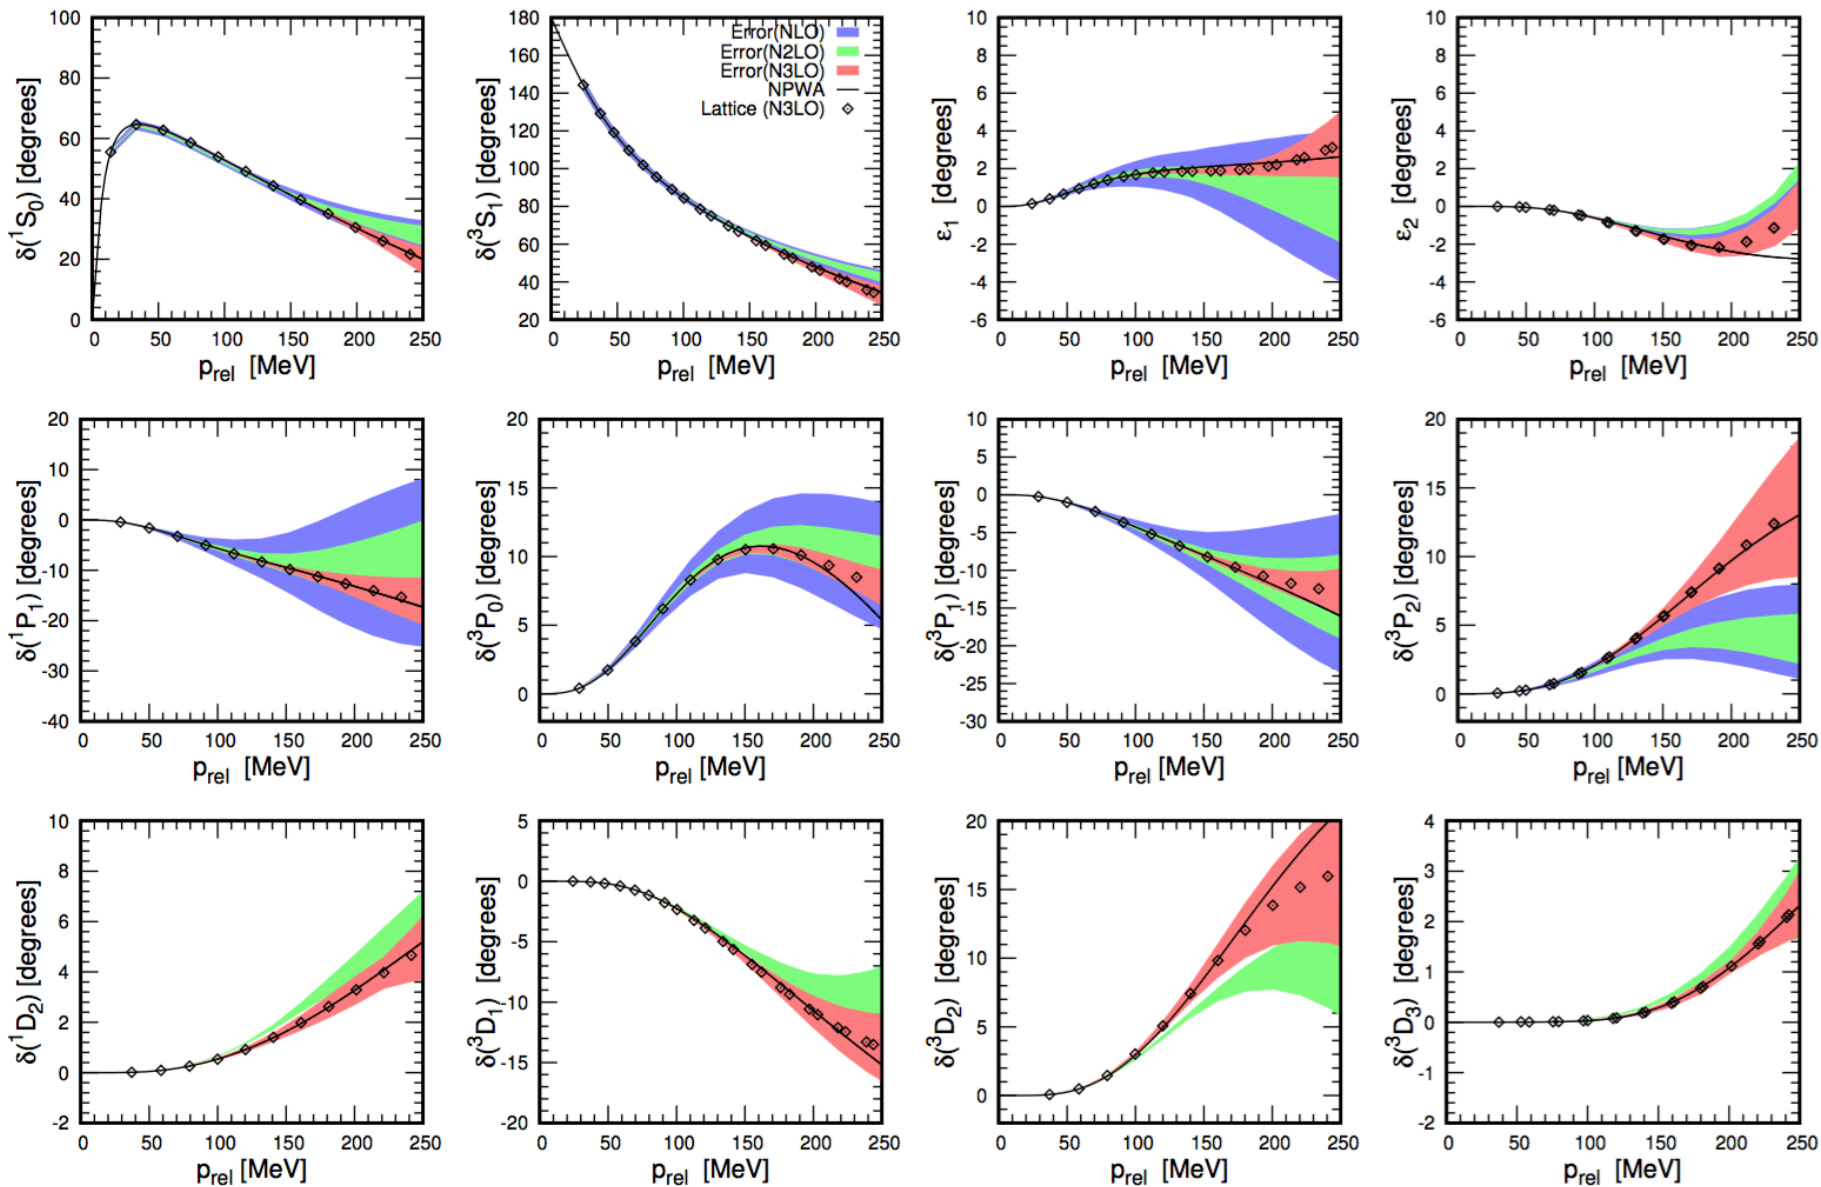 100
80
60
40
20
0
δ(¹S₀) [degrees]
0 50 100 150 200 250
p_rel [MeV]
180
160
140
120
100
80
60
40
20
δ(³S₁) [degrees]
Error(NLO)
Error(N2LO)
Error(N3LO)
NPWA
Lattice (N3LO)
0 50 100 150 200 250
p_rel [MeV]
10
8
6
4
2
0
-2
-4
-6
ε₁ [degrees]
0 50 100 150 200 250
p_rel [MeV]
10
8
6
4
2
0
-2
-4
-6
ε₂ [degrees]
0 50 100 150 200 250
p_rel [MeV]
20
10
0
-10
-20
-30
-40
δ(¹P₁) [degrees]
0 50 100 150 200 250
p_rel [MeV]
20
15
10
5
0
δ(³P₀) [degrees]
0 50 100 150 200 250
p_rel [MeV]
10
5
0
-5
-10
-15
-20
-25
-30
δ(³P₁) [degrees]
0 50 100 150 200 250
p_rel [MeV]
20
15
10
5
0
δ(³P₂) [degrees]
0 50 100 150 200 250
p_rel [MeV]
10
8
6
4
2
0
-2
δ(¹D₂) [degrees]
0 50 100 150 200 250
p_rel [MeV]
5
0
-5
-10
-15
-20
δ(³D₁) [degrees]
0 50 100 150 200 250
p_rel [MeV]
20
15
10
5
0
δ(³D₂) [degrees]
0 50 100 150 200 250
p_rel [MeV]
4
3
2
1
0
-1
-2
δ(³D₃) [degrees]
0 50 100 150 200 250
p_rel [MeV]